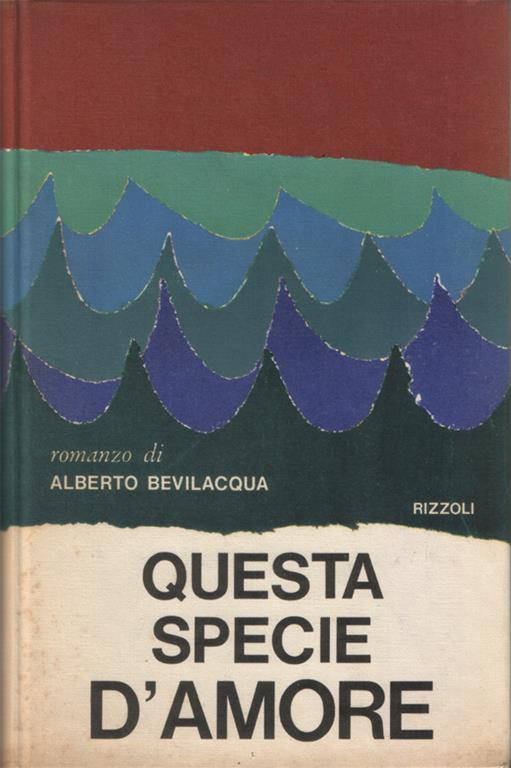 romanzo di
ALBERTO BEVILACQUA
RIZZOLI
QUESTA
SPECIE
D'AMORE